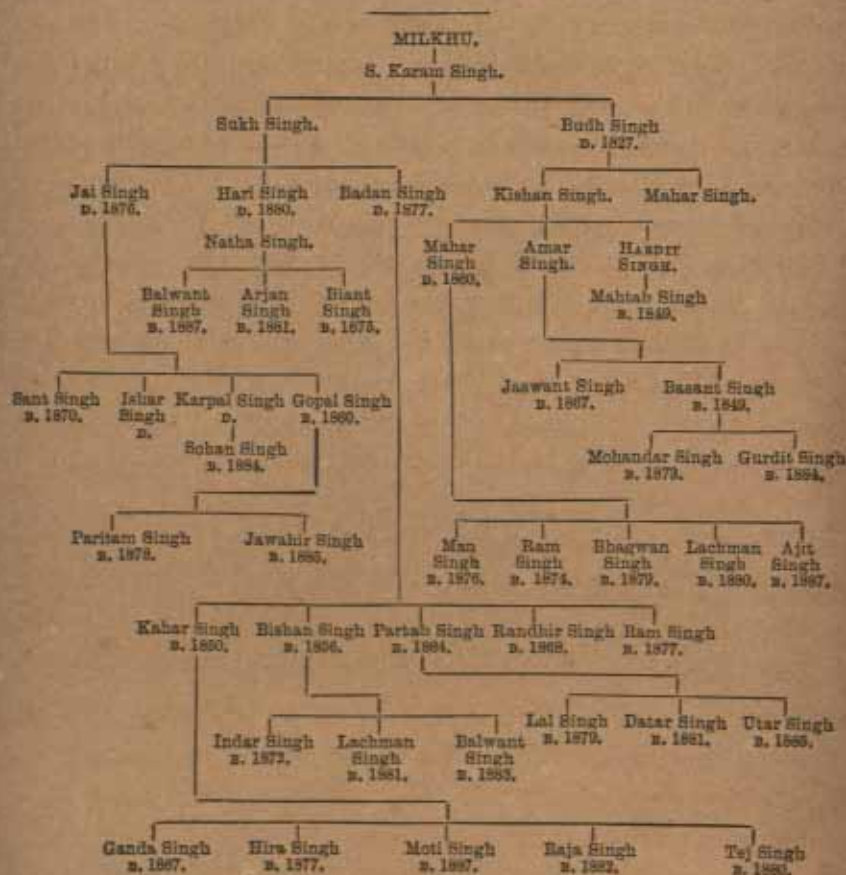 MILKHU.
S. Karam Singh.
Sukh Singh. Budh Singh
D. 1827.
Jai Singh Hari Singh Badan Singh Kishan Singh. Mahar Singh.
D. 1876. D. 1880. D. 1877.
Natha Singh. Mahar Amar HARDIT
Singh Singh. SINGH.
D. 1860.
Balwant Arjan Biant Mahtab Singh
Singh Singh Singh B. 1849.
B. 1887. B. 1881. B. 1875.
Sant Singh Ishar Karpal Singh Gopal Singh Jaswant Singh Basant Singh
B. 1870. Singh D. B. 1860. B. 1867. B. 1849.
D.
Sohan Singh Mohandar Singh Gurdit Singh
B. 1884. B. 1873. B. 1884.
Paritam Singh Jawahir Singh Man Ram Bhagwan Lachman Ajit
B. 1878. B. 1885. Singh Singh Singh Singh Singh
B. 1876. B. 1874. B. 1879. B. 1880. B. 1887.
Kahar Singh Bishan Singh Partab Singh Randhir Singh Ram Singh
B. 1850. B. 1856. B. 1864. B. 1868. B. 1877.
Indar Singh Lachman Balwant Lal Singh Datar Singh Utar Singh
B. 1872. Singh Singh B. 1879. B. 1881. B. 1885.
B. 1881. B. 1883.
Ganda Singh Hira Singh Moti Singh Raja Singh Tej Singh
B. 1867. B. 1877. B. 1887. B. 1882.